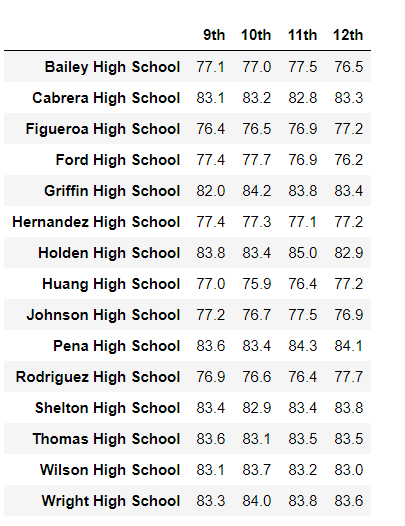 9th 10th 11th 12th
Bailey High School 77.1 77.0 77.5 76.5
Cabrera High School 83.1 83.2 82.8 83.3
Figueroa High School 76.4 76.5 76.9 77.2
Ford High School 77.4 77.7 76.9 76.2
Griffin High School 82.0 84.2 83.8 83.4
Hernandez High School 77.4 77.3 77.1 77.2
Holden High School 83.8 83.4 85.0 82.9
Huang High School 77.0 75.9 76.4 77.2
Johnson High School 77.2 76.7 77.5 76.9
Pena High School 83.6 83.4 84.3 84.1
Rodriguez High School 76.9 76.6 76.4 77.7
Shelton High School 83.4 82.9 83.4 83.8
Thomas High School 83.6 83.1 83.5 83.5
Wilson High School 83.1 83.7 83.2 83.0
Wright High School 83.3 84.0 83.8 83.6